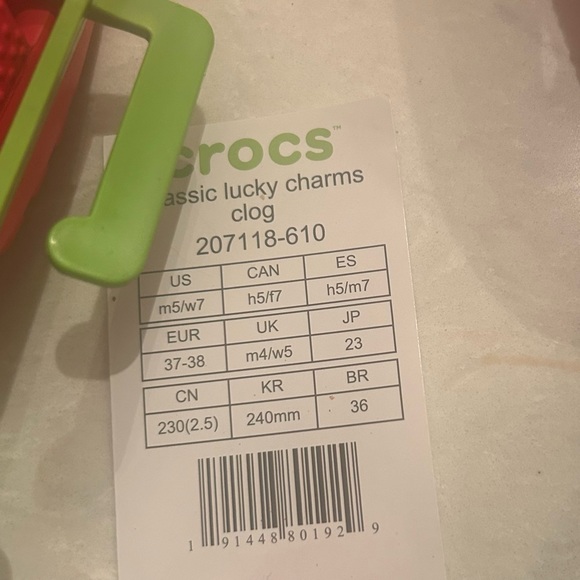 crocs™
assic lucky charms
clog
207118-610
US CAN ES
m5/w7 h5/f7 h5/m7
EUR UK JP
37-38 m4/w5 23
CN KR BR
230(2.5) 240mm 36
1 91448 80192 9